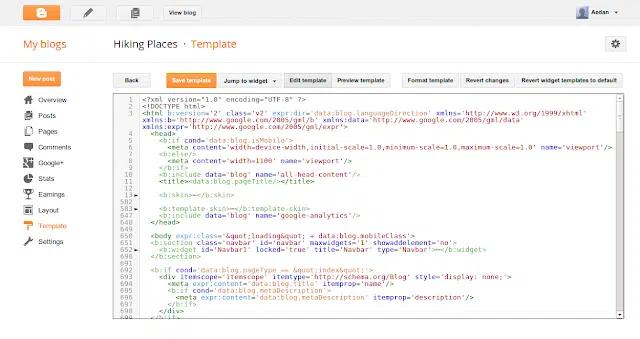 View blog
Aedan
My blogs
Hiking Places · Template
New post
Overview
Posts
Pages
Comments
Google+
Stats
Earnings
Layout
Template
Settings
Back
Save template
Jump to widget
Edit template
Preview template
Format template
Revert changes
Revert widget templates to default
1 <?xml version="1.0" encoding="UTF-8" ?>
2 <!DOCTYPE html>
3 <html b:version='2' class='v2' expr:dir='data:blog.languageDirection' xmlns='http://www.w3.org/1999/xhtml'
xmlns:b='http://www.google.com/2005/gml/b' xmlns:data='http://www.google.com/2005/gml/data'
xmlns:expr='http://www.google.com/2005/gml/expr'>
4 <head>
5 <b:if cond='data:blog.isMobile'>
6 <meta content='width=device-width,initial-scale=1.0,minimum-scale=1.0,maximum-scale=1.0' name='viewport'/>
7 <b:else/>
8 <meta content='width=1100' name='viewport'/>
9 </b:if>
10 <b:include data='blog' name='all-head-content'/>
11 <title><data:blog.pageTitle/></title>
12
13 <b:skin>↔</b:skin>
502
503 <b:template-skin>↔</b:template-skin>
647 <b:include data='blog' name='google-analytics'/>
648 </head>
649
650 <body expr:class='&quot;loading&quot; + data:blog.mobileClass'>
651 <b:section class='navbar' id='navbar' maxwidgets='1' showaddelement='no'>
652 <b:widget id='Navbar1' locked='true' title='Navbar' type='Navbar'>↔</b:widget>
690 </b:section>
691
692 <b:if cond='data:blog.pageType == &quot;index&quot;'>
693 <div itemscope='itemscope' itemtype='http://schema.org/Blog' style='display: none;'>
694 <meta expr:content='data:blog.title' itemprop='name'/>
695 <b:if cond='data:blog.metaDescription'>
696 <meta expr:content='data:blog.metaDescription' itemprop='description'/>
697 </b:if>
698 </div>
699 </b:if>